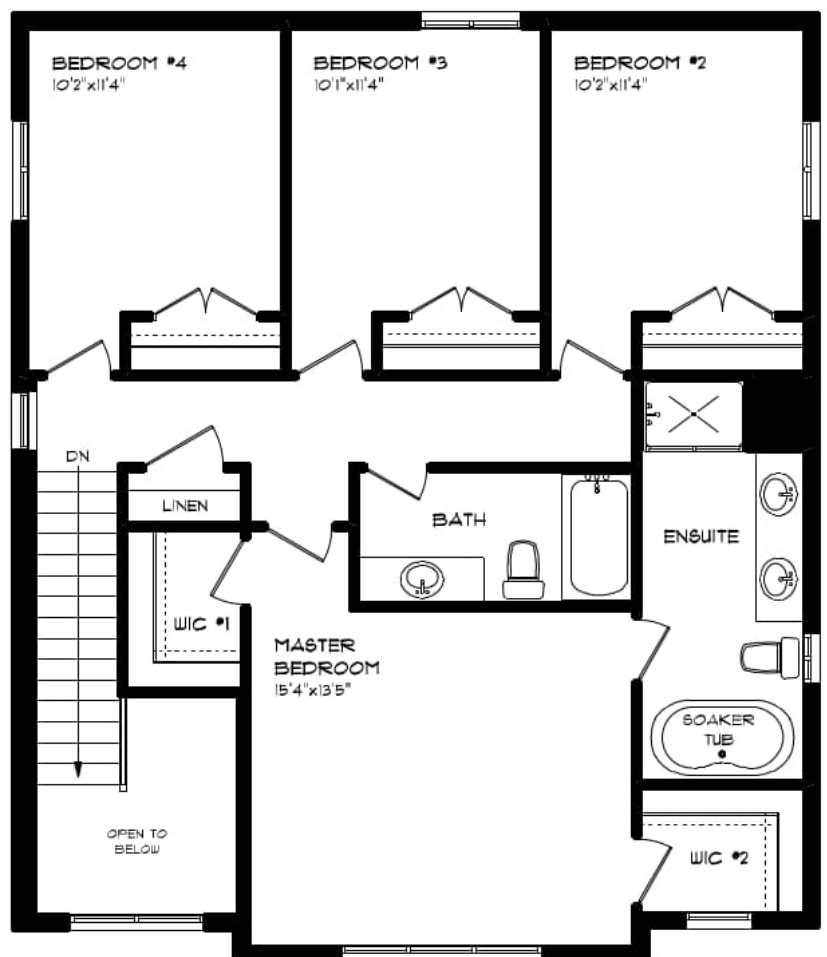 BEDROOM #4
10'2"x11'4"
BEDROOM #3
10'1"x11'4"
BEDROOM #2
10'2"x11'4"
DN
LINEN
BATH
ENSUITE
WIC #1
MASTER
BEDROOM
15'4"x13'5"
SOAKER
TUB
OPEN TO
BELOW
WIC #2